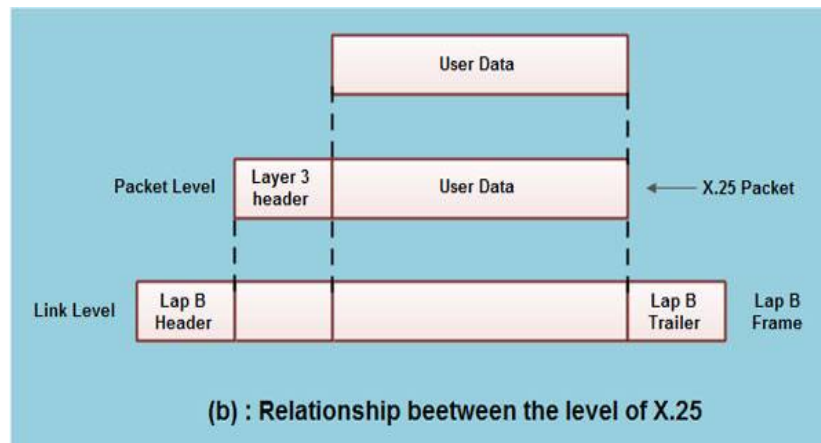 User Data
Packet Level
Layer 3
header
User Data
X.25 Packet
Link Level
Lap B
Header
Lap B
Trailer
Lap B
Frame
(b) : Relationship beetween the level of X.25